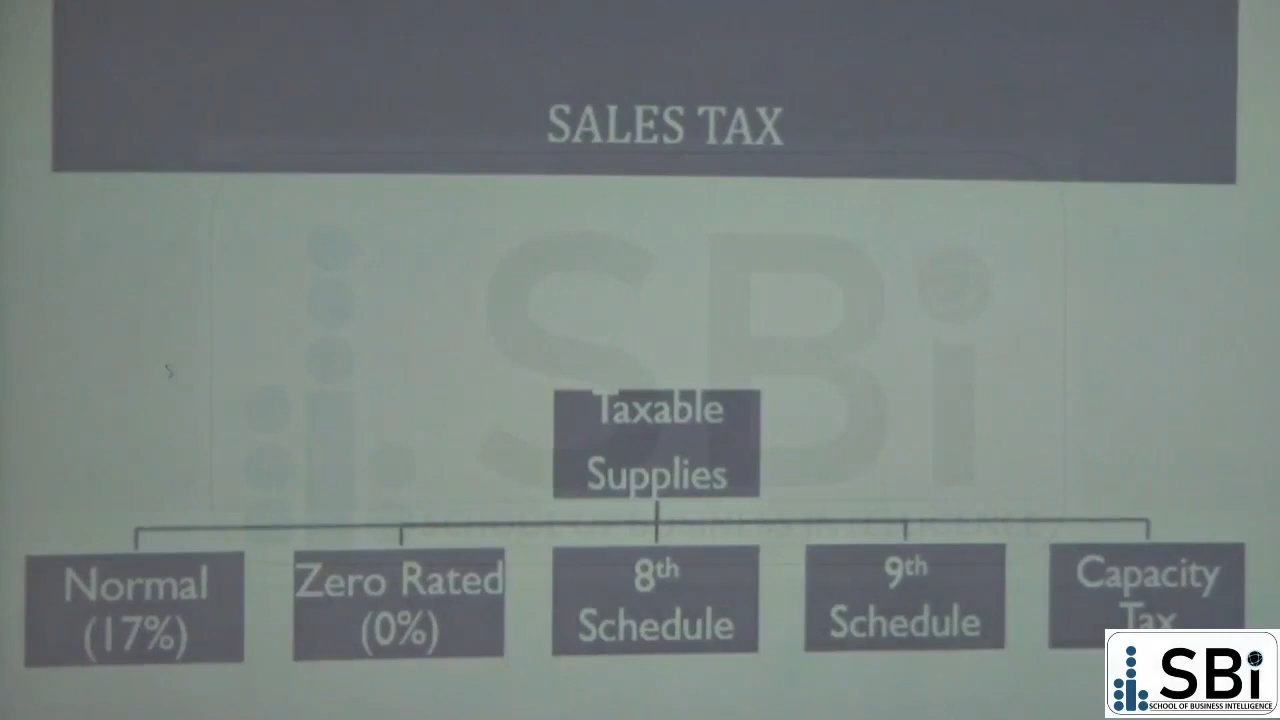 SALES TAX
Taxable
Supplies
Normal
(17%)
Zero Rated
(0%)
8th
Schedule
9th
Schedule
Capacity
Tax
SBi
SCHOOL OF BUSINESS INTELLIGENCE
SBi